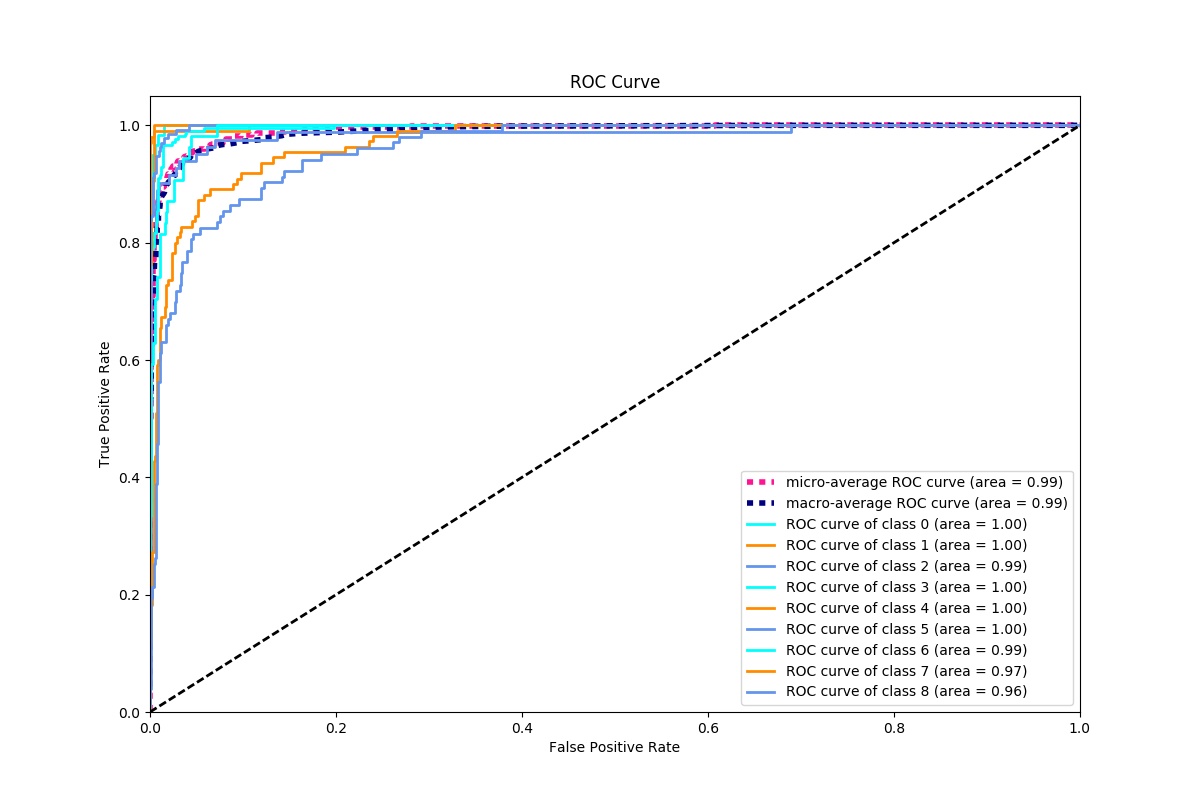 ROC Curve
1.0
0.8
0.6
0.4
0.2
0.0
True Positive Rate
0.0 0.2 0.4 0.6 0.8 1.0
False Positive Rate
micro-average ROC curve (area = 0.99)
macro-average ROC curve (area = 0.99)
ROC curve of class 0 (area = 1.00)
ROC curve of class 1 (area = 1.00)
ROC curve of class 2 (area = 0.99)
ROC curve of class 3 (area = 1.00)
ROC curve of class 4 (area = 1.00)
ROC curve of class 5 (area = 1.00)
ROC curve of class 6 (area = 0.99)
ROC curve of class 7 (area = 0.97)
ROC curve of class 8 (area = 0.96)